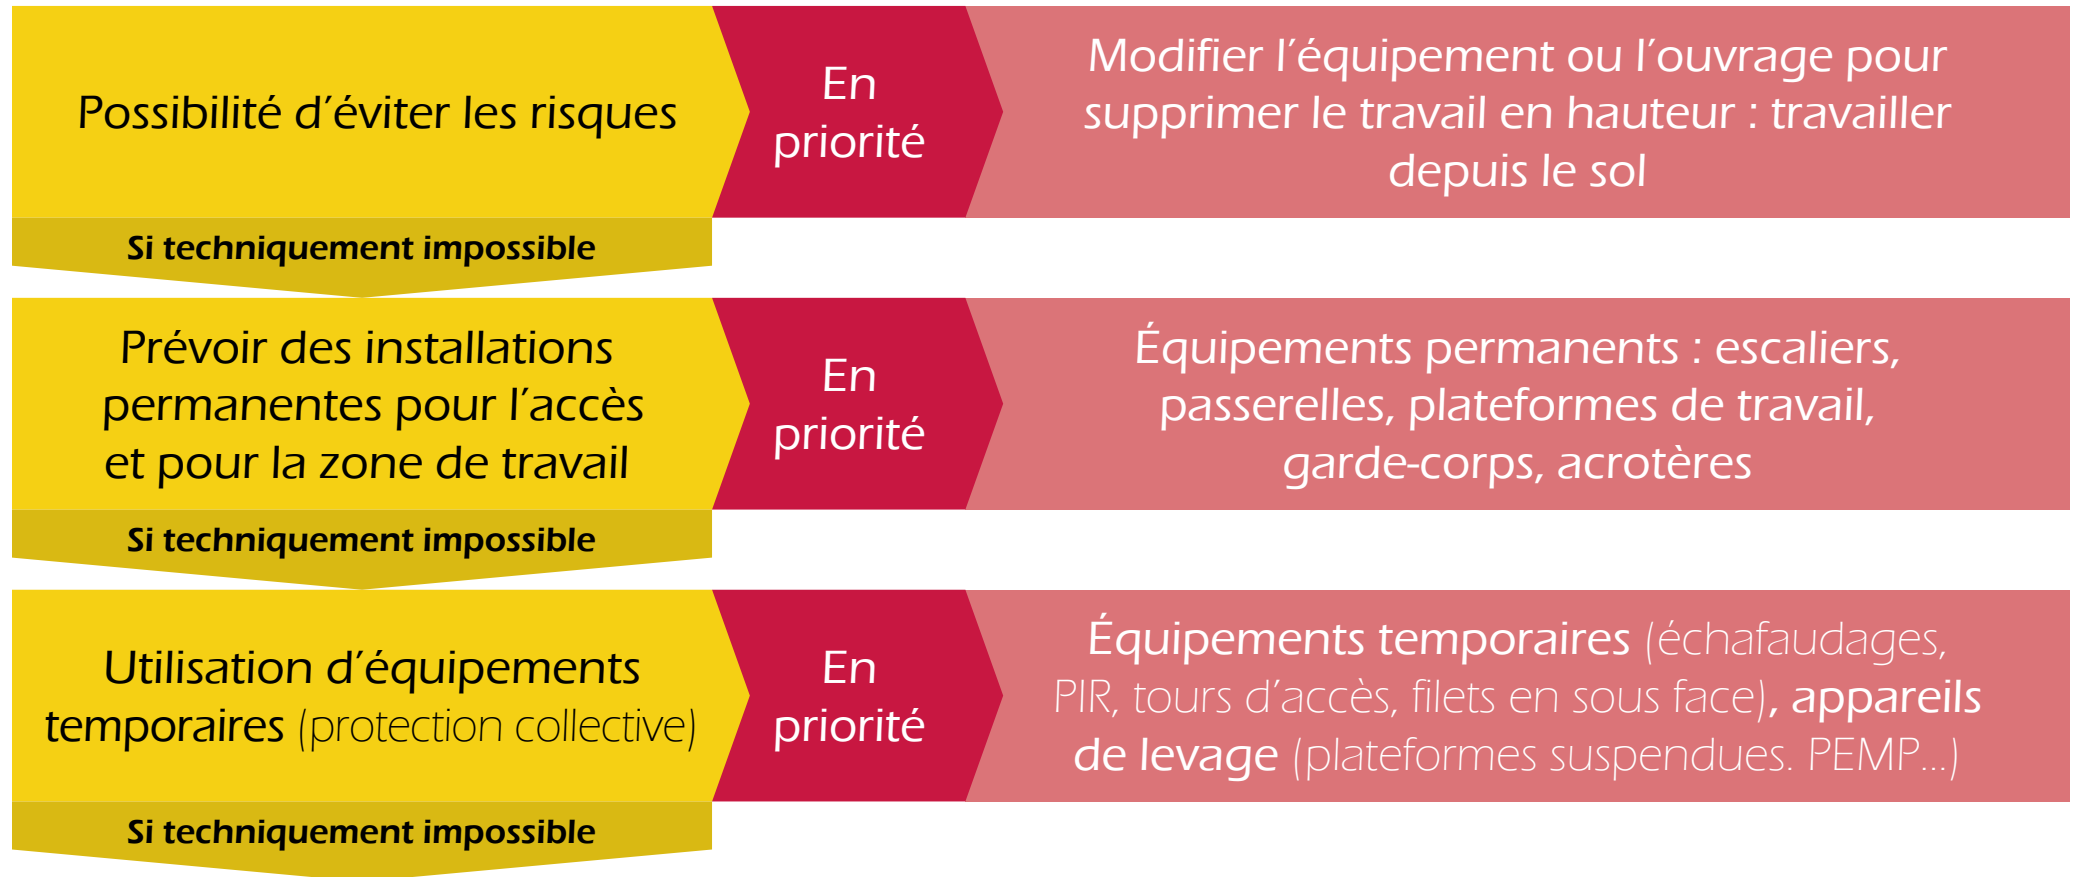 Possibilité d'éviter les risques
En
priorité
Modifier l'équipement ou l'ouvrage pour
supprimer le travail en hauteur : travailler
depuis le sol
Si techniquement impossible
Prévoir des installations
permanentes pour l'accès
et pour la zone de travail
En
priorité
Équipements permanents : escaliers,
passerelles, plateformes de travail,
garde-corps, acrotères
Si techniquement impossible
Utilisation d'équipements
temporaires (protection collective)
En
priorité
Équipements temporaires (échafaudages,
PIR, tours d'accès, filets en sous face), appareils
de levage (plateformes suspendues. PEMP...)
Si techniquement impossible